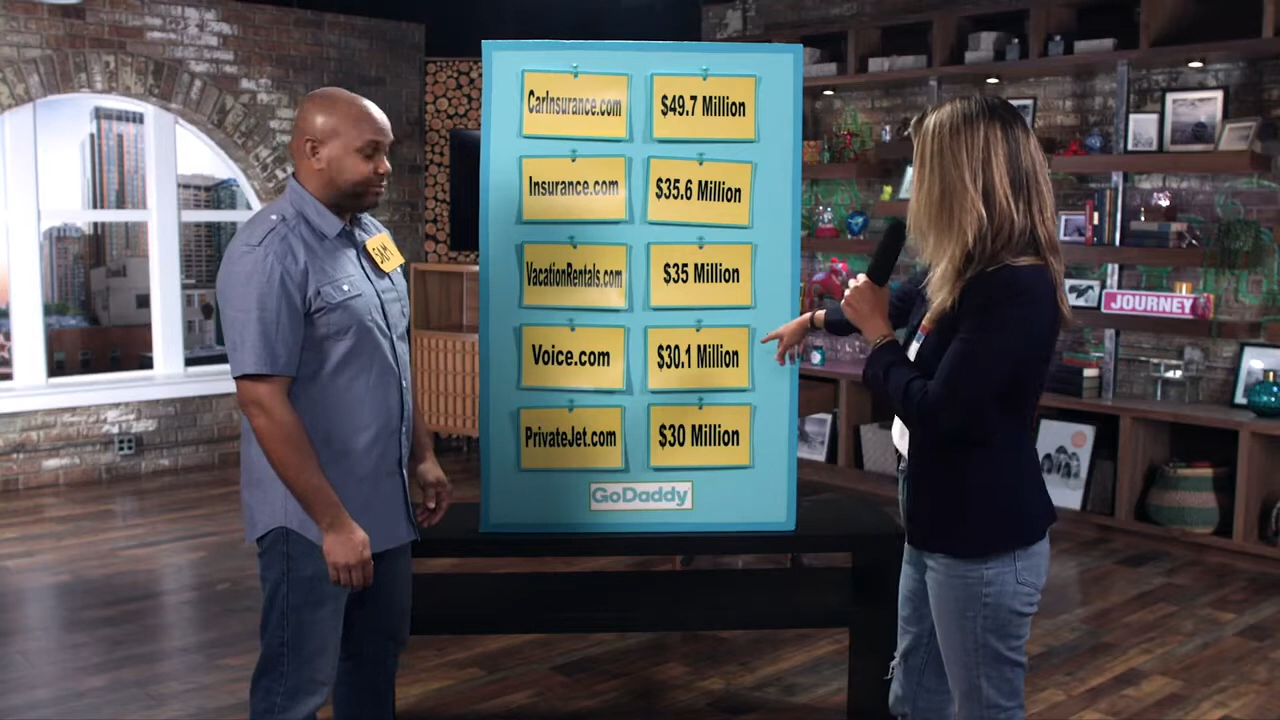 CarInsurance.com $49.7 Million
Insurance.com $35.6 Million
VacationRentals.com $35 Million
Voice.com $30.1 Million
PrivateJet.com $30 Million
GoDaddy
SAM
JOURNEY